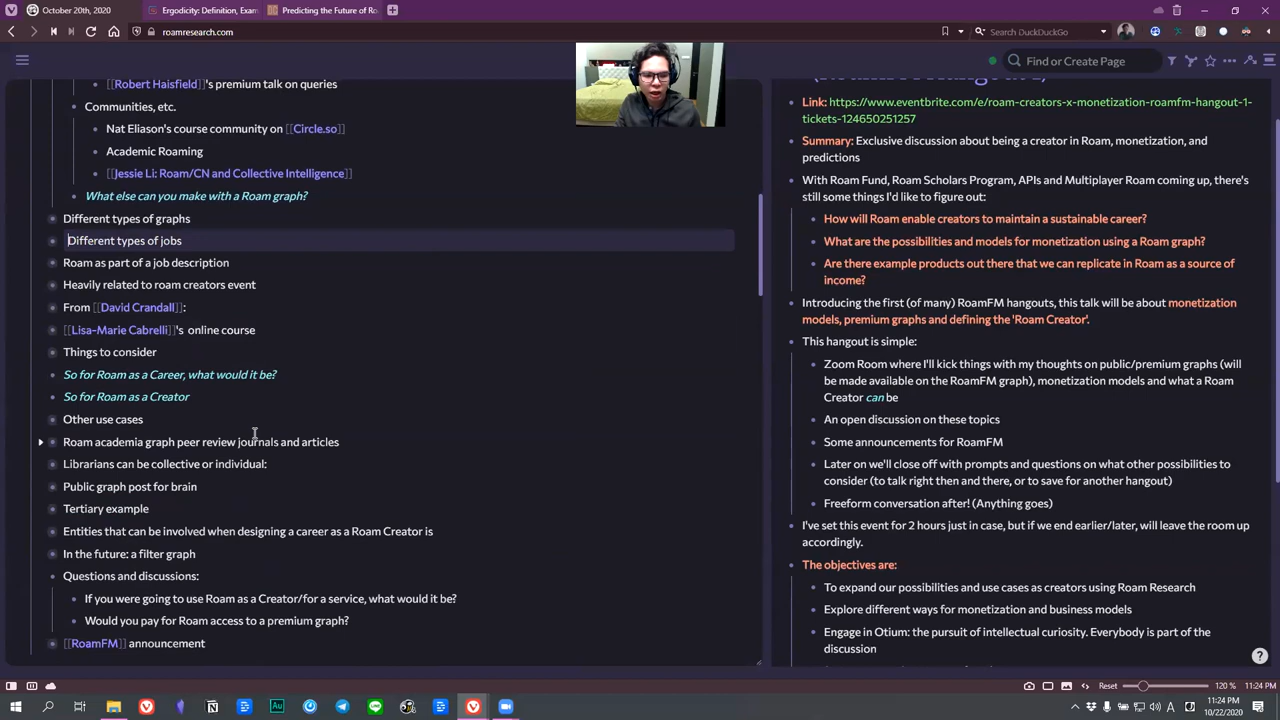 October 20th, 2020
Ergodicity: Definition, Exam
Predicting the Future of Ro
roamresearch.com
Search DuckDuckGo
Find or Create Page
[[Robert Haisfield]]'s premium talk on queries
Communities, etc.
Nat Eliason's course community on [[Circle.so]]
Academic Roaming
[[Jessie Li: Roam/CN and Collective Intelligence]]
What else can you make with a Roam graph?
Different types of graphs
Different types of jobs
Roam as part of a job description
Heavily related to roam creators event
From [[David Crandall]]:
[[Lisa-Marie Cabrelli]]'s online course
Things to consider
So for Roam as a Career, what would it be?
So for Roam as a Creator
Other use cases
Roam academia graph peer review journals and articles
Librarians can be collective or individual:
Public graph post for brain
Tertiary example
Entities that can be involved when designing a career as a Roam Creator is
In the future: a filter graph
Questions and discussions:
If you were going to use Roam as a Creator/for a service, what would it be?
Would you pay for Roam access to a premium graph?
[[RoamFM]] announcement
Link: https://www.eventbrite.com/e/roam-creators-x-monetization-roamfm-hangout-1-
tickets-124650251257
Summary: Exclusive discussion about being a creator in Roam, monetization, and
predictions
With Roam Fund, Roam Scholars Program, APIs and Multiplayer Roam coming up, there's
still some things I'd like to figure out:
How will Roam enable creators to maintain a sustainable career?
What are the possibilities and models for monetization using a Roam graph?
Are there example products out there that we can replicate in Roam as a source of
income?
Introducing the first (of many) RoamFM hangouts, this talk will be about monetization
models, premium graphs and defining the 'Roam Creator'.
This hangout is simple:
Zoom Room where I'll kick things with my thoughts on public/premium graphs (will
be made available on the RoamFM graph), monetization models and what a Roam
Creator can be
An open discussion on these topics
Some announcements for RoamFM
Later on we'll close off with prompts and questions on what other possibilities to
consider (to talk right then and there, or to save for another hangout)
Freeform conversation after! (Anything goes)
I've set this event for 2 hours just in case, but if we end earlier/later, will leave the room up
accordingly.
The objectives are:
To expand our possibilities and use cases as creators using Roam Research
Explore different ways for monetization and business models
Engage in Otium: the pursuit of intellectual curiosity. Everybody is part of the
discussion
Reset
120 %
11:24 PM
11:24 PM
10/22/2020